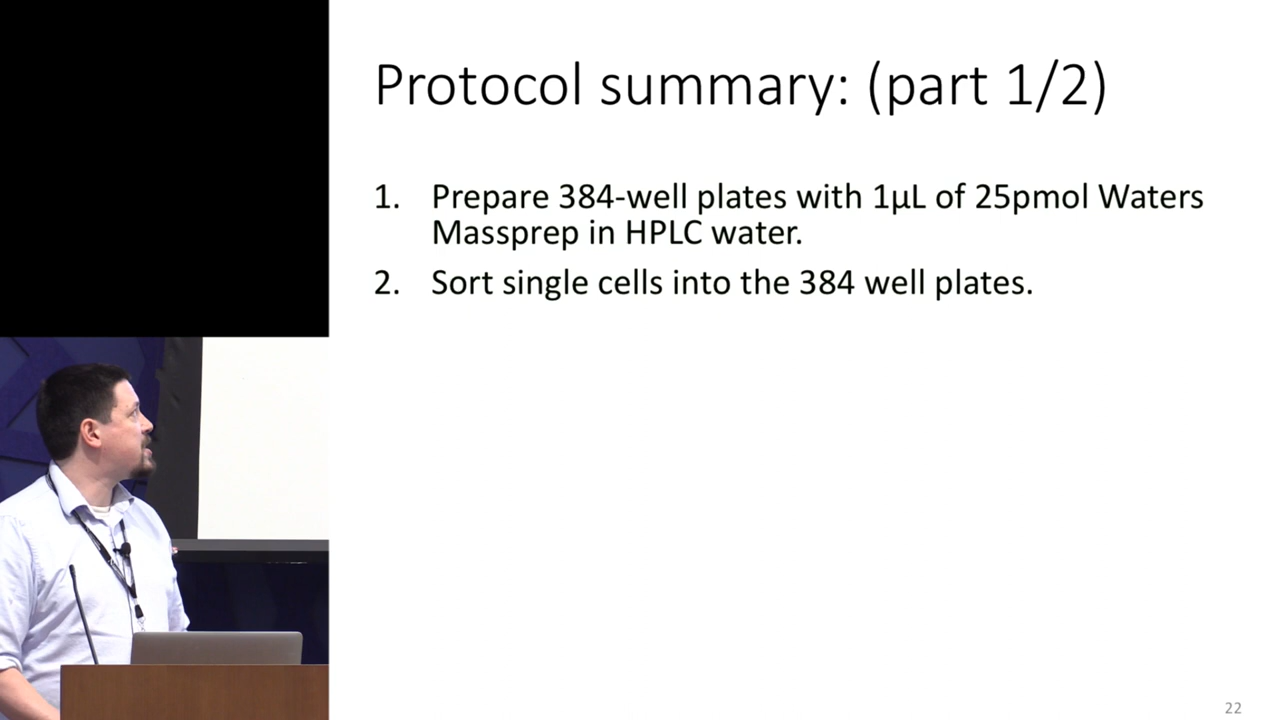 Protocol summary: (part 1/2)
1. Prepare 384-well plates with 1µL of 25pmol Waters
Massprep in HPLC water.
2. Sort single cells into the 384 well plates.
22